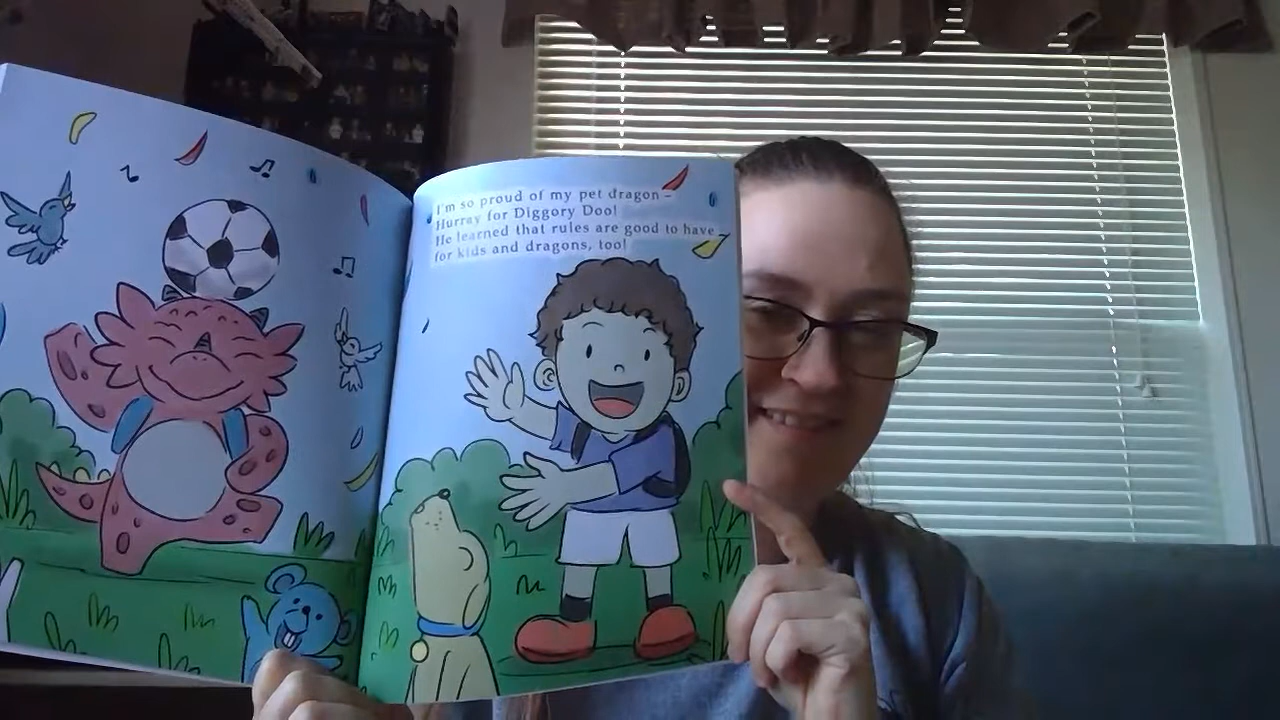 I'm so proud of my pet dragon –
Hurray for Diggory Doo!
He learned that rules are good to have
for kids and dragons, too!